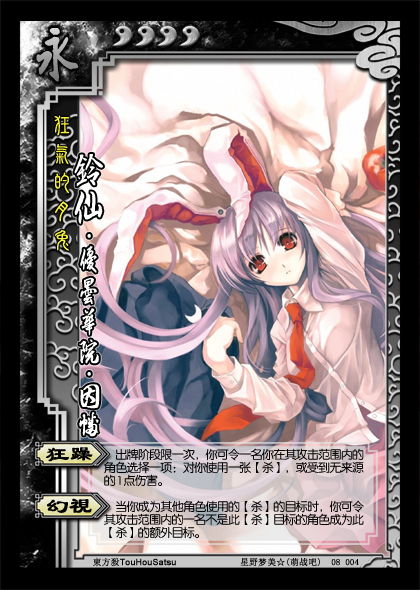 永
狂氣的月兔
鈴仙·優曇華院·因幡
狂躁
出牌阶段限一次，你可令一名你在其攻击范围内的
角色选择一项：对你使用一张【杀】，或受到无来源
的1点伤害。
幻視
当你成为其他角色使用的【杀】的目标时，你可令
其攻击范围内的一名不是此【杀】目标的角色成为此
【杀】的额外目标。
東方殺TouHouSatsu
星野梦美☆(萌战吧) 08 004